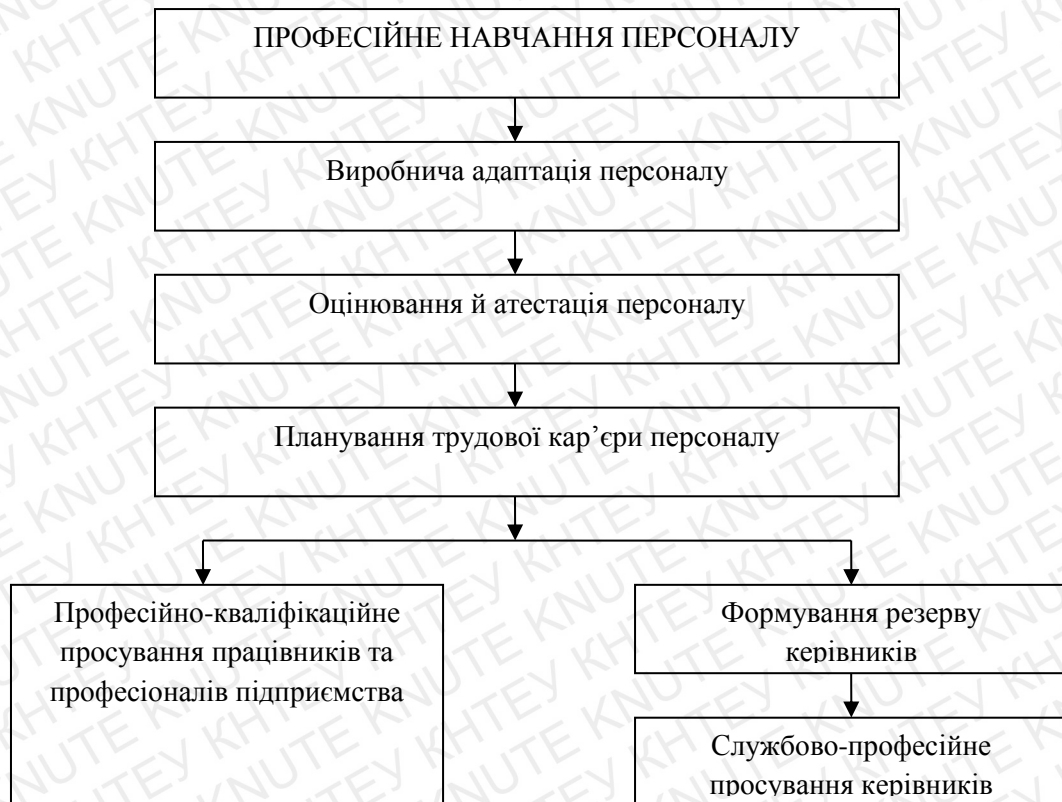 ПРОФЕСІЙНЕ НАВЧАННЯ ПЕРСОНАЛУ
Виробнича адаптація персоналу
Оцінювання й атестація персоналу
Планування трудової кар’єри персоналу
Професійно-кваліфікаційне
просування працівників та
професіоналів підприємства
Формування резерву
керівників
Службово-професійне
просування керівників